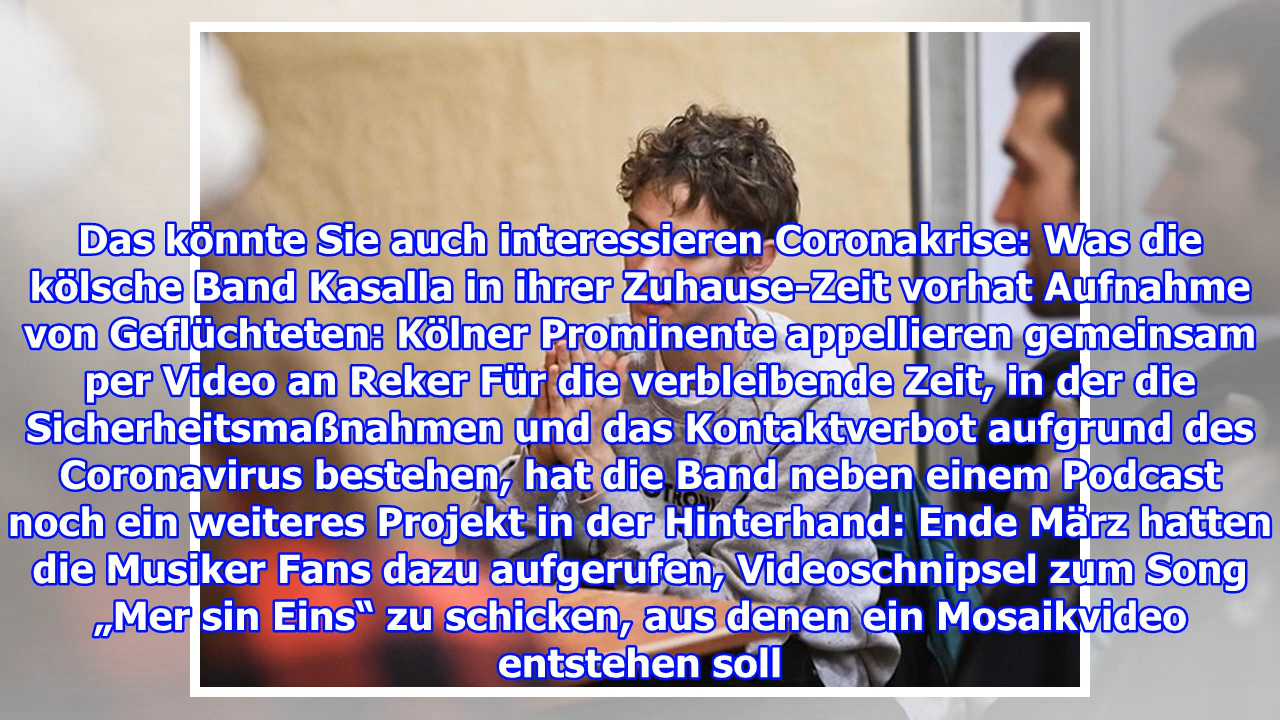 Das könnte Sie auch interessieren Coronakrise: Was die
kölsche Band Kasalla in ihrer Zuhause-Zeit vorhat Aufnahme
von Geflüchteten: Kölner Prominente appellieren gemeinsam
per Video an Reker Für die verbleibende Zeit, in der die
Sicherheitsmaßnahmen und das Kontaktverbot aufgrund des
Coronavirus bestehen, hat die Band neben einem Podcast
noch ein weiteres Projekt in der Hinterhand: Ende März hatten
die Musiker Fans dazu aufgerufen, Videoschnipsel zum Song
„Mer sin Eins“ zu schicken, aus denen ein Mosaikvideo
entstehen soll